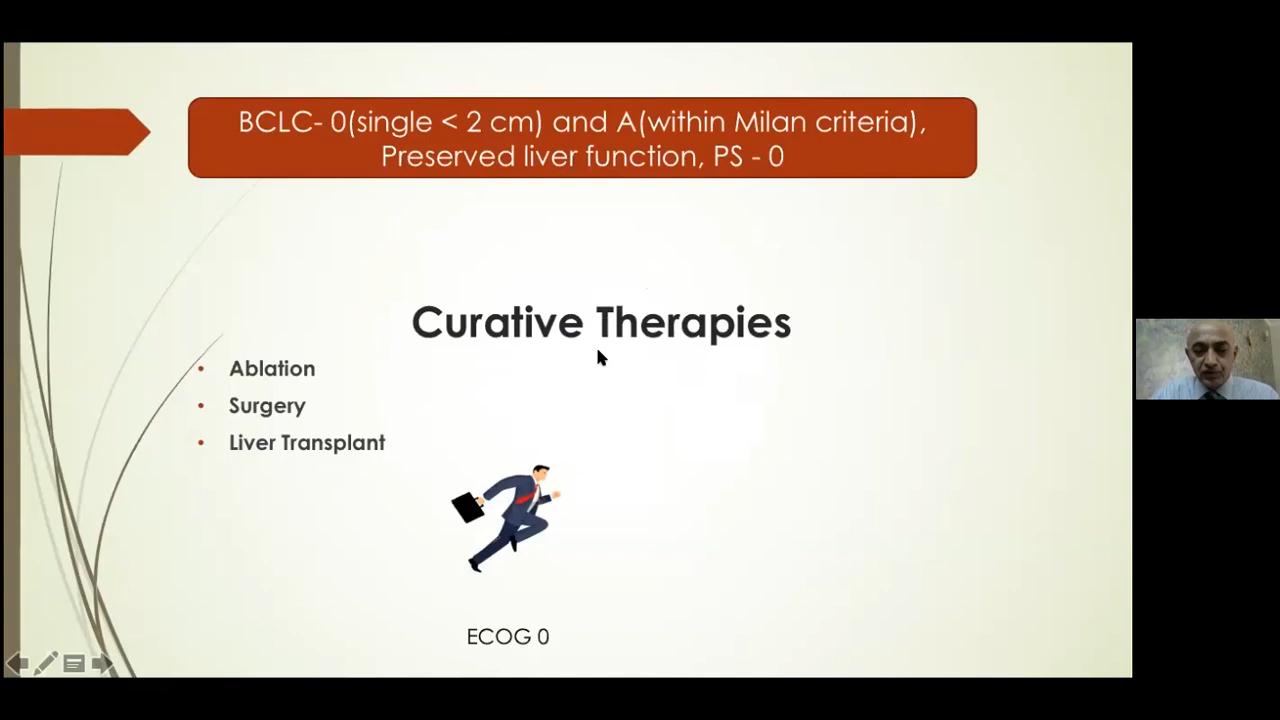 BCLC- 0(single < 2 cm) and A(within Milan criteria),
Preserved liver function, PS - 0
Curative Therapies
• Ablation
• Surgery
• Liver Transplant
ECOG 0